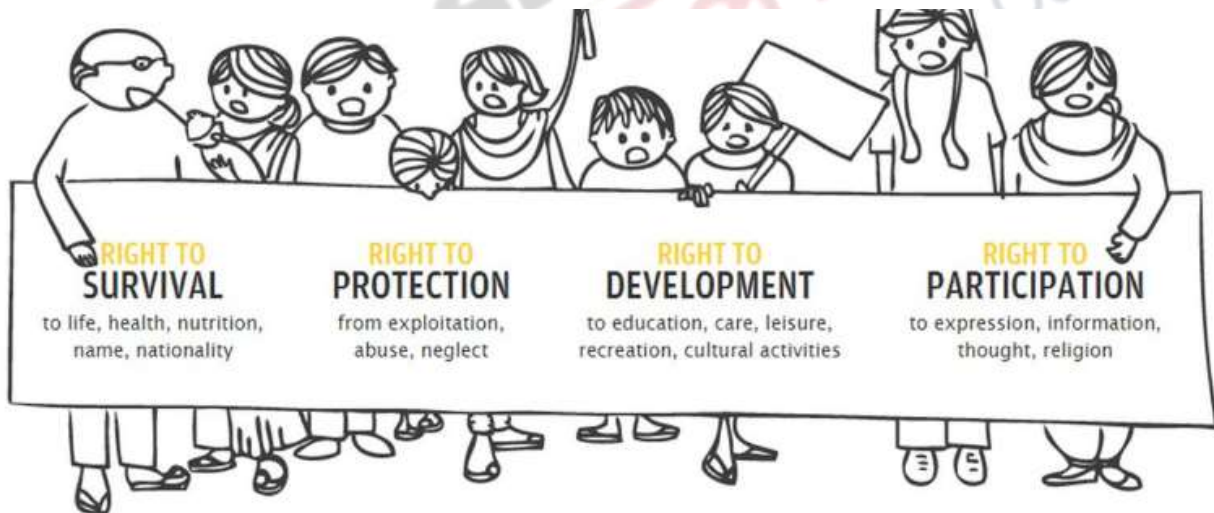 RIGHT TO
SURVIVAL
to life, health, nutrition,
name, nationality
RIGHT TO
PROTECTION
from exploitation,
abuse, neglect
RIGHT TO
DEVELOPMENT
to education, care, leisure,
recreation, cultural activities
RIGHT TO
PARTICIPATION
to expression, information,
thought, religion